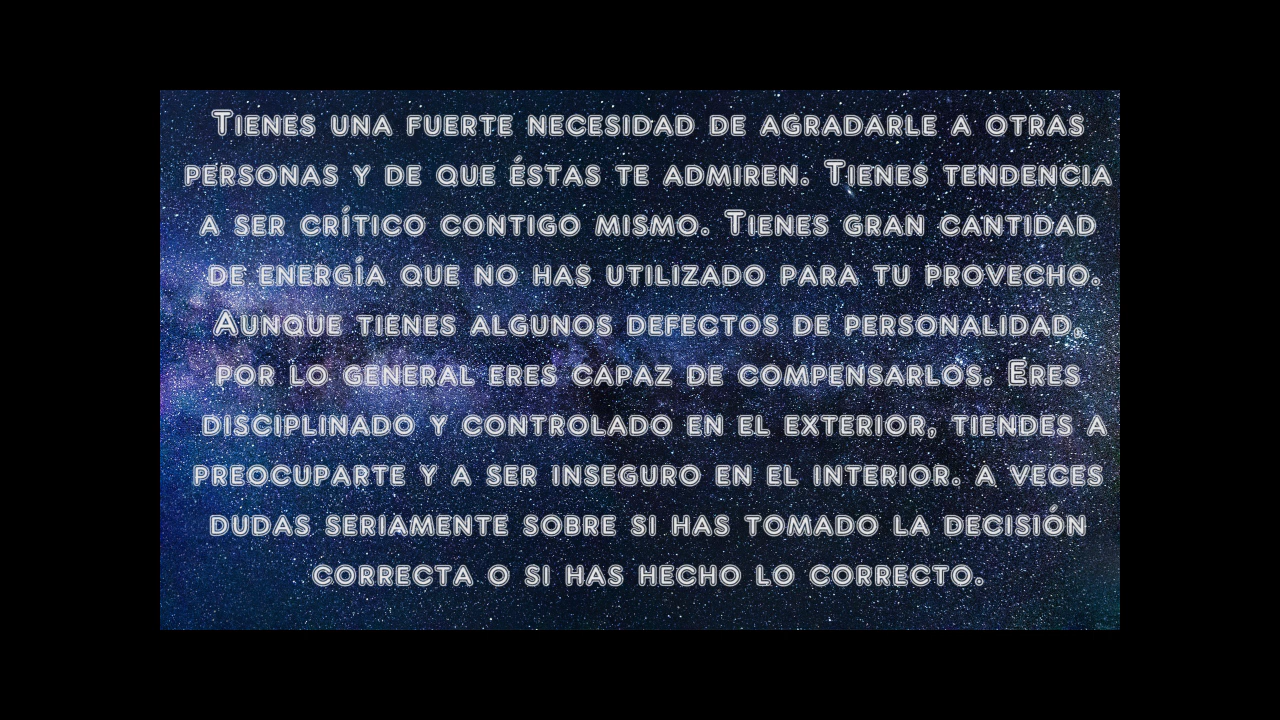 Tienes una fuerte necesidad de agradarle a otras
personas y de que éstas te admiren. Tienes tendencia
a ser crítico contigo mismo. Tienes gran cantidad
de energía que no has utilizado para tu provecho.
Aunque tienes algunos defectos de personalidad,
por lo general eres capaz de compensarlos. Eres
disciplinado y controlado en el exterior, tiendes a
preocuparte y a ser inseguro en el interior. a veces
dudas seriamente sobre si has tomado la decisión
correcta o si has hecho lo correcto.